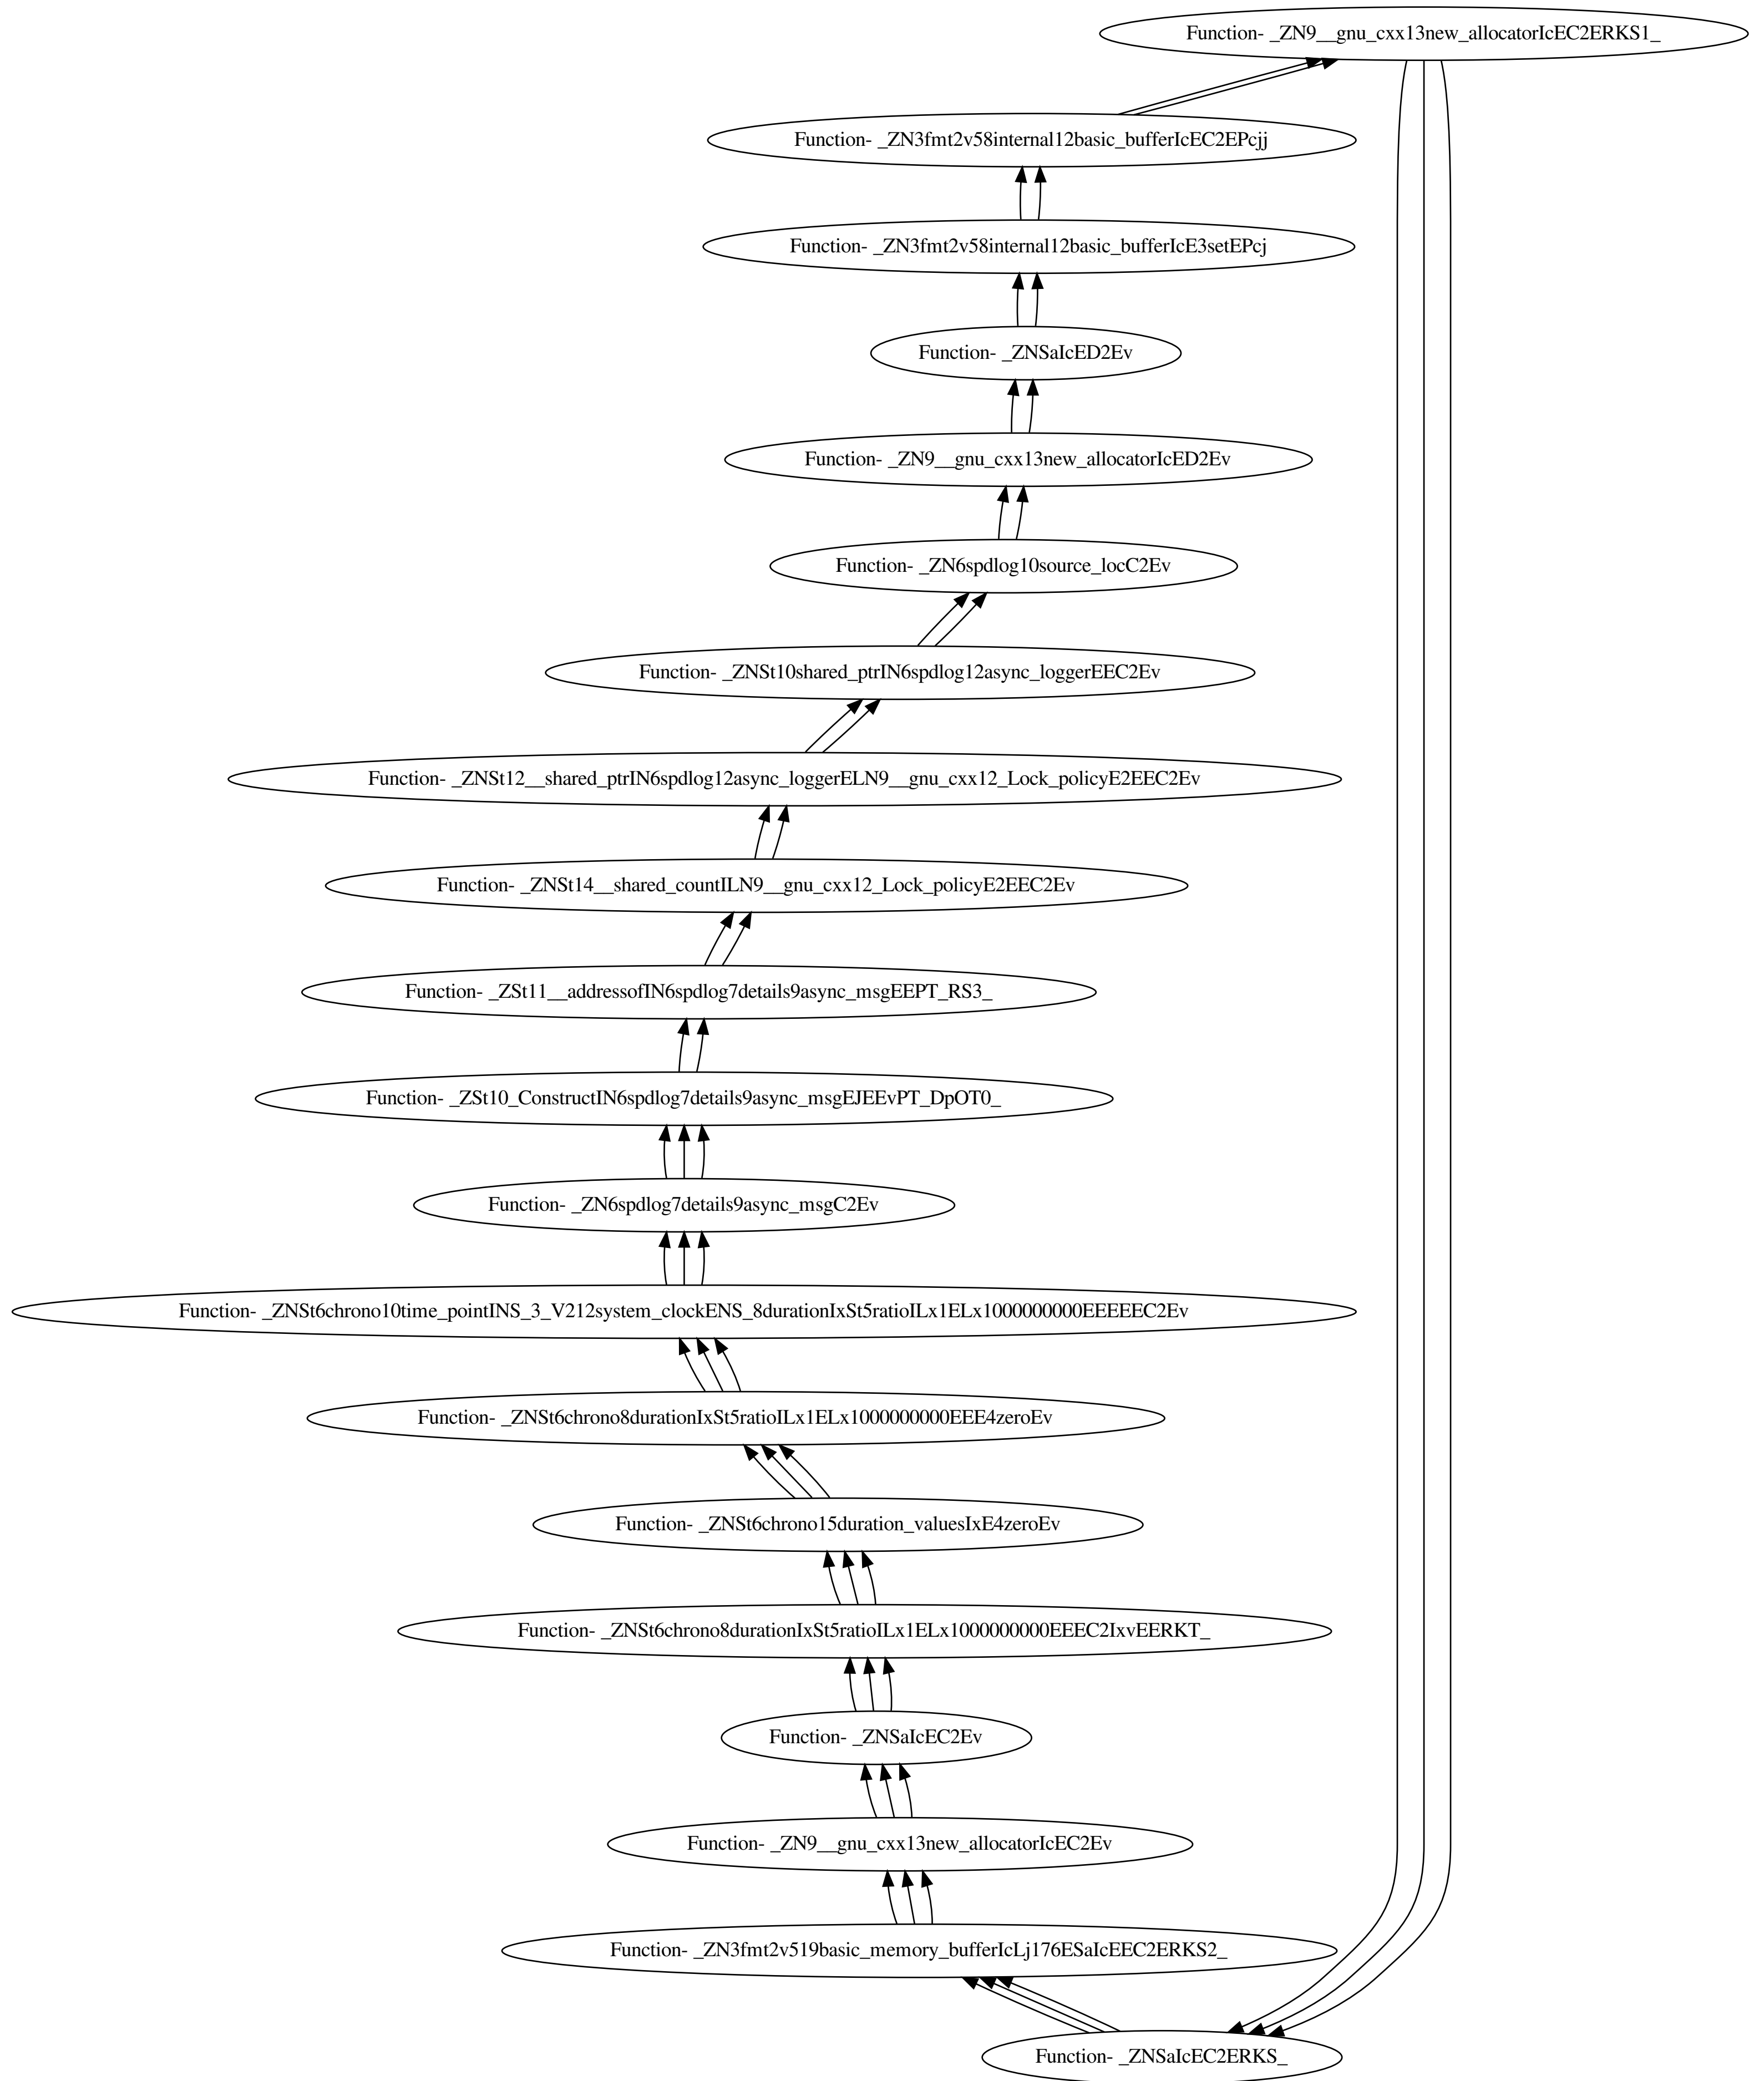 Function- _ZN9__gnu_cxx13new_allocatorIcEC2ERKS1_
Function- _ZN3fmt2v58internal12basic_bufferIcEC2EPcjj
Function- _ZN3fmt2v58internal12basic_bufferIcE3setEPcj
Function- _ZNSaIcED2Ev
Function- _ZN9__gnu_cxx13new_allocatorIcED2Ev
Function- _ZN6spdlog10source_locC2Ev
Function- _ZNSt10shared_ptrIN6spdlog12async_loggerEEC2Ev
Function- _ZNSt12__shared_ptrIN6spdlog12async_loggerELN9__gnu_cxx12_Lock_policyE2EEC2Ev
Function- _ZNSt14__shared_countILN9__gnu_cxx12_Lock_policyE2EEC2Ev
Function- _ZSt11__addressofIN6spdlog7details9async_msgEEPT_RS3_
Function- _ZSt10_ConstructIN6spdlog7details9async_msgEJEEvPT_DpOT0_
Function- _ZN6spdlog7details9async_msgC2Ev
Function- _ZNSt6chrono10time_pointINS_3_V212system_clockENS_8durationIxSt5ratioILx1ELx1000000000EEEEEC2Ev
Function- _ZNSt6chrono8durationIxSt5ratioILx1ELx1000000000EEE4zeroEv
Function- _ZNSt6chrono15duration_valuesIxE4zeroEv
Function- _ZNSt6chrono8durationIxSt5ratioILx1ELx1000000000EEEC2IxvEERKT_
Function- _ZNSaIcEC2Ev
Function- _ZN9__gnu_cxx13new_allocatorIcEC2Ev
Function- _ZN3fmt2v519basic_memory_bufferIcLj176ESaIcEEC2ERKS2_
Function- _ZNSaIcEC2ERKS_